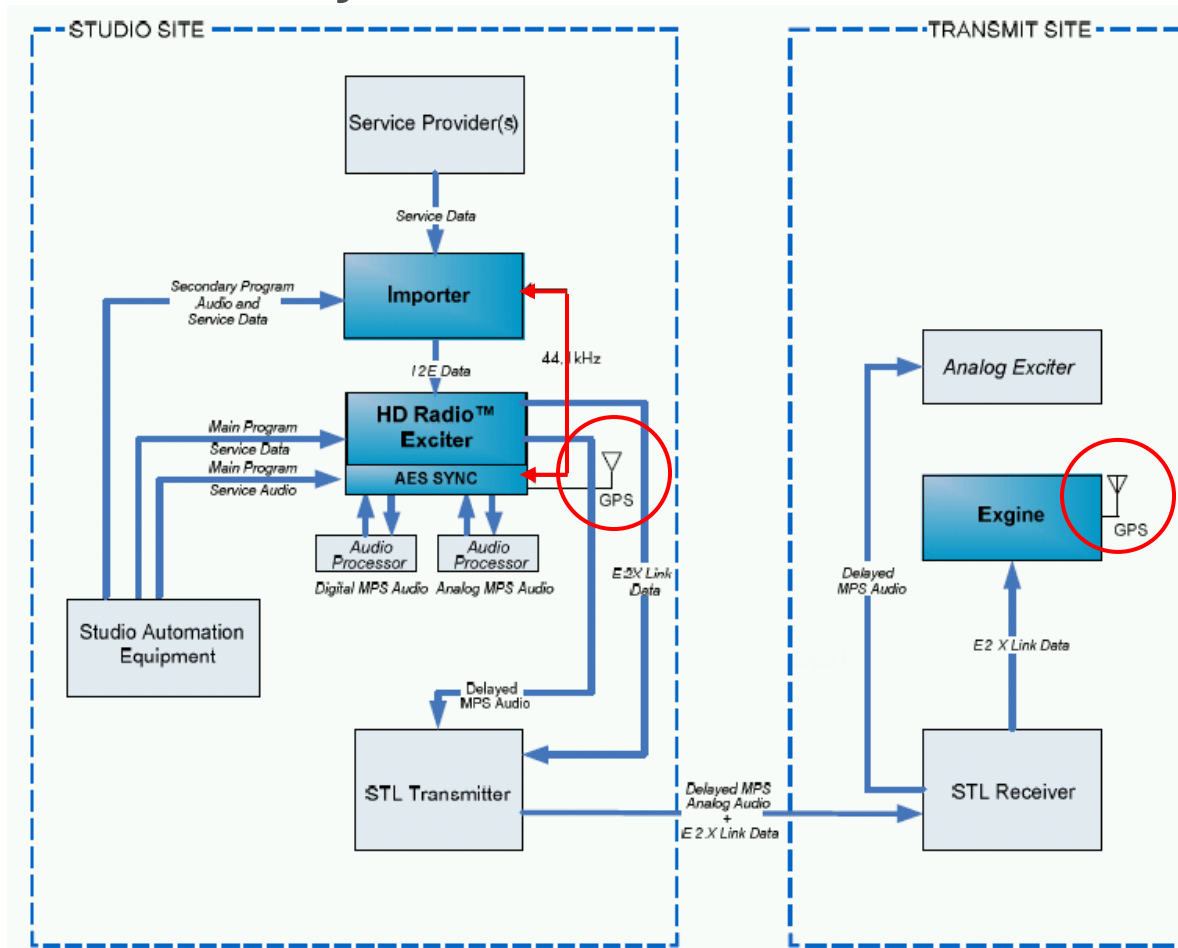 STUDIO SITE
TRANSMIT SITE
Service Provider(s)
Service Data
Secondary Program
Audio and
Service Data
Importer
44,1kHz
I2E Data
HD Radio™
Exciter
AES SYNC
Main Program
Service Data
Main Program
Service Audio
GPS
Audio
Processor
Audio
Processor
Digital MPS Audio
Analog MPS Audio
E2X Link
Data
Studio Automation
Equipment
Delayed
MPS Audio
STL Transmitter
Delayed MPS
Analog Audio
+
E2X Link Data
Analog Exciter
Exgine
GPS
Delayed
MPS Audio
E2 X Link Data
STL Receiver